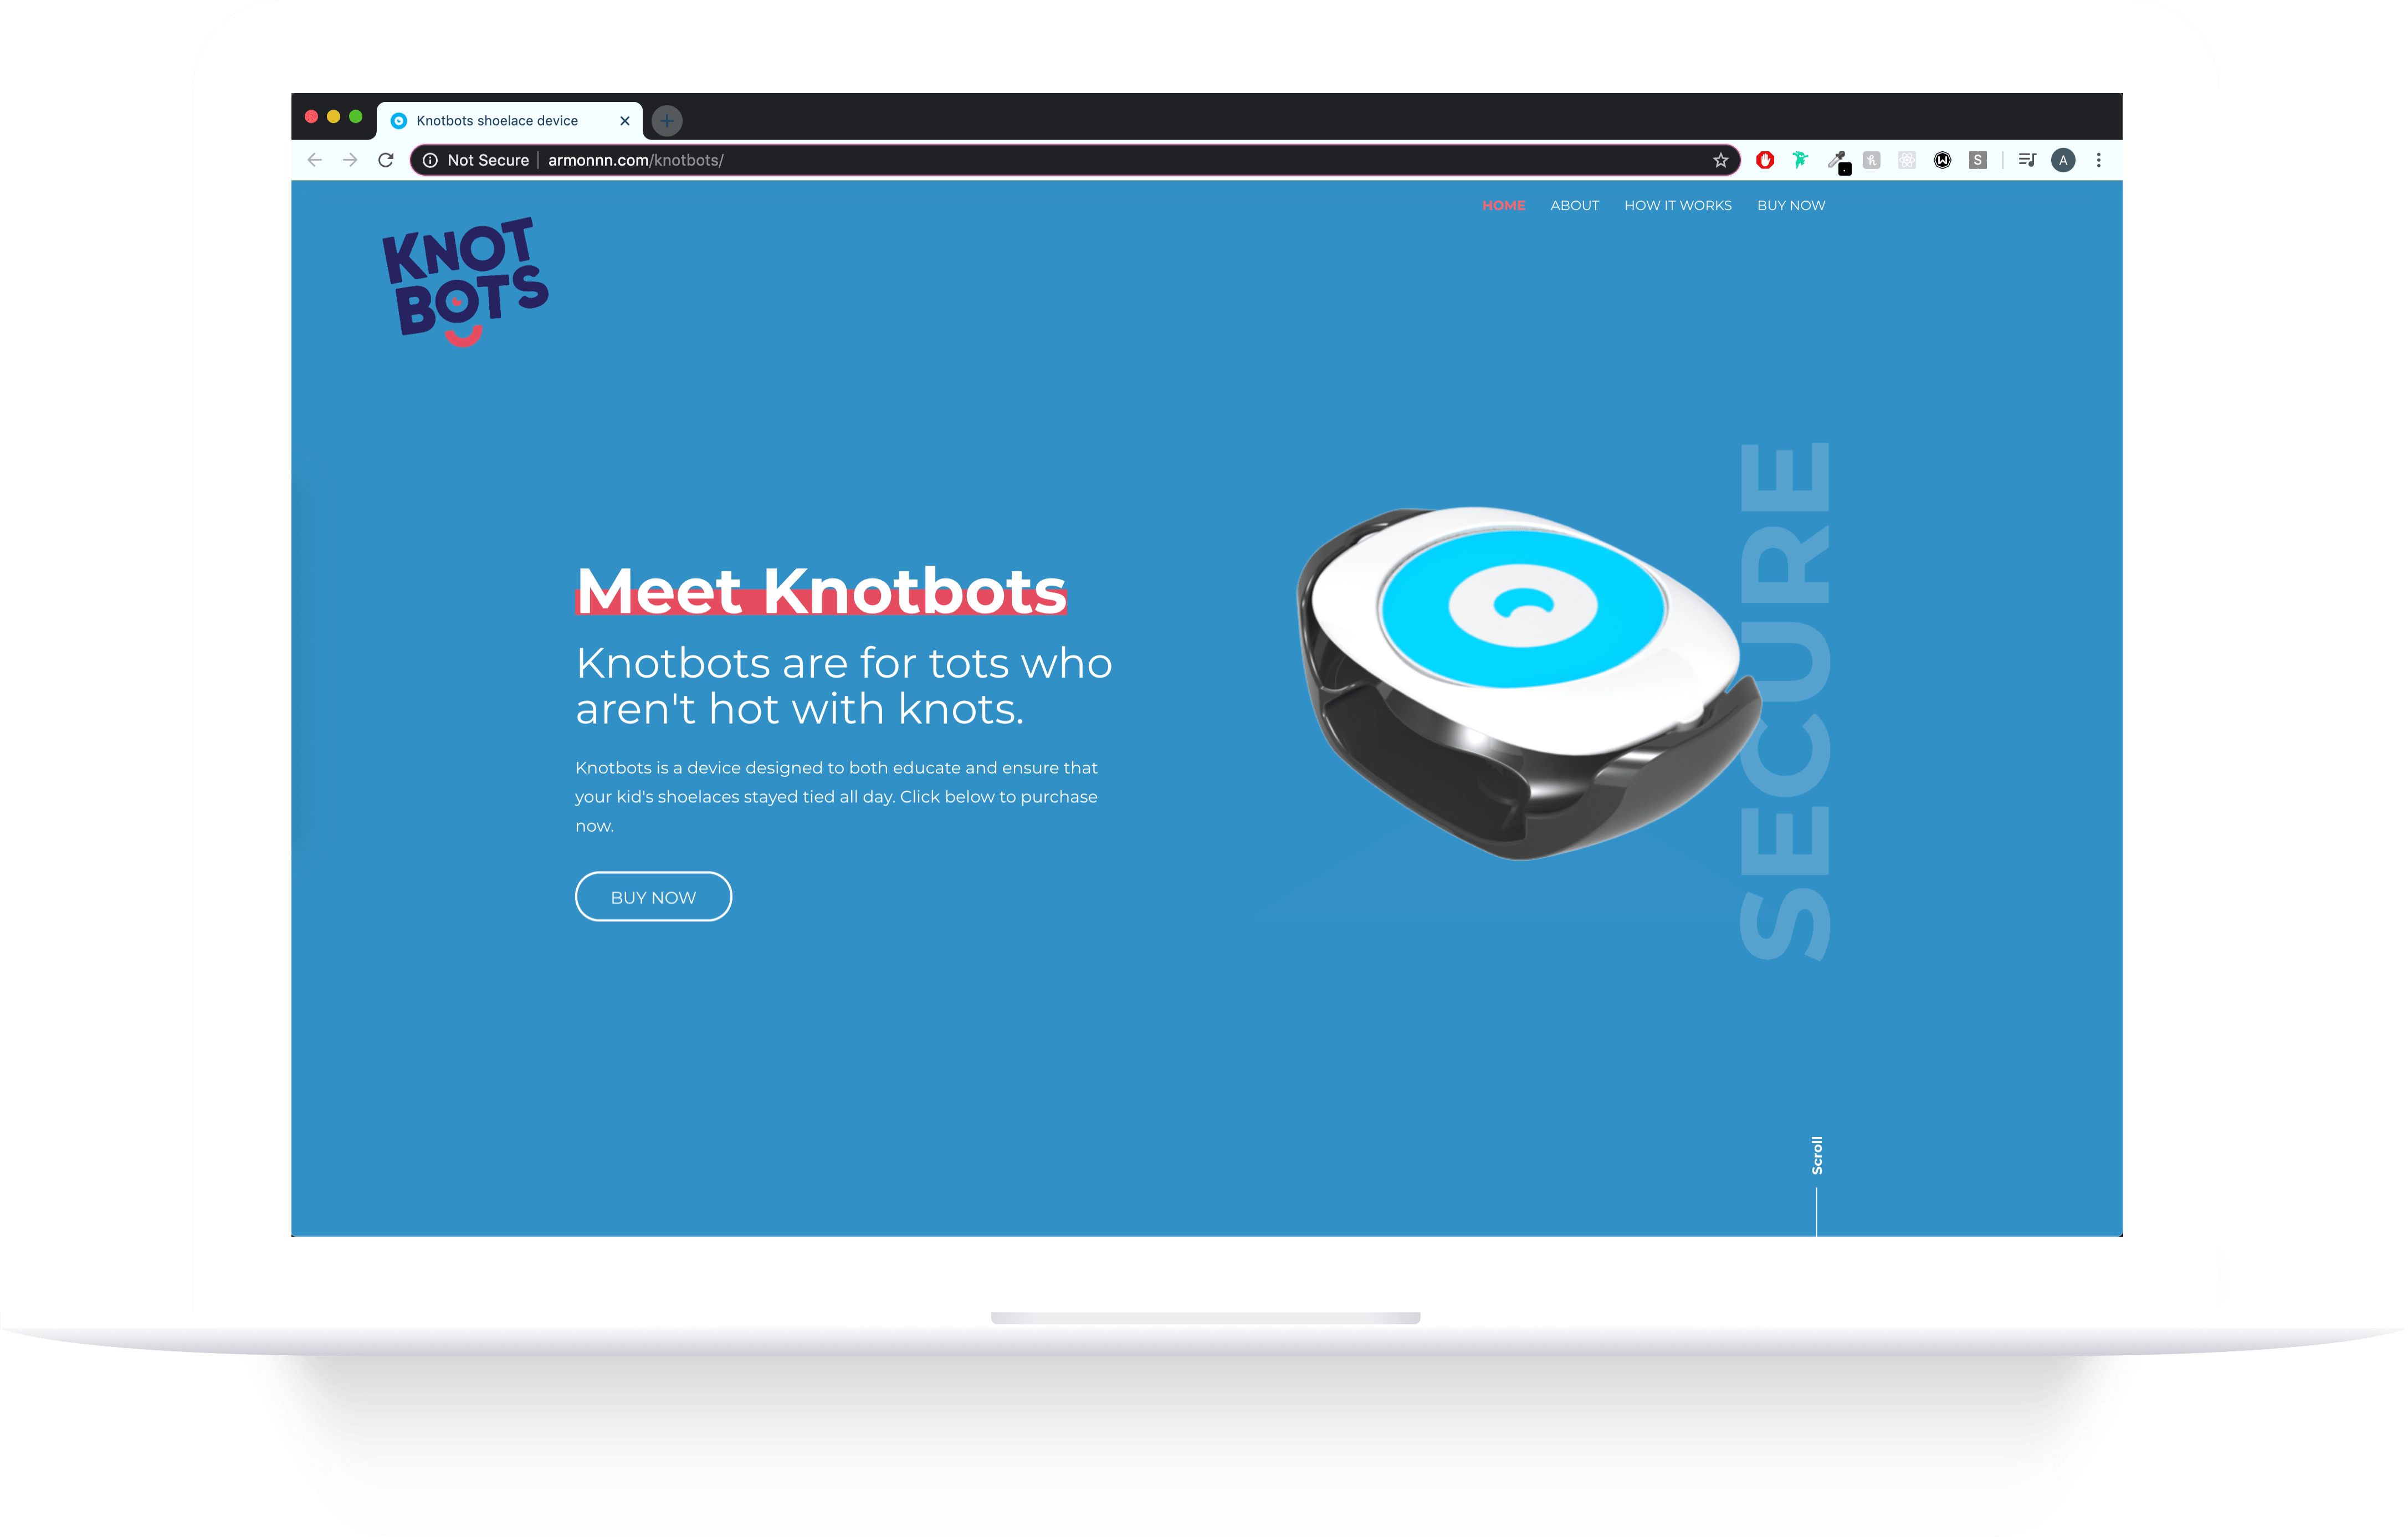 Knotbots shoelace device
Not Secure armonnn.com/knotbots/
S
A
HOME ABOUT HOW IT WORKS BUY NOW
KNOT
BOTS
Meet Knotbots
Knotbots are for tots who
aren't hot with knots.
Knotbots is a device designed to both educate and ensure that
your kid's shoelaces stayed tied all day. Click below to purchase
now.
BUY NOW
SECURE
Scroll